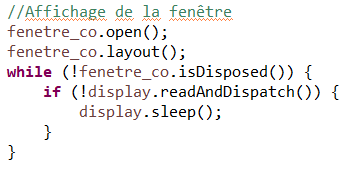 //Affichage de la fenêtre
fenetre_co.open();
fenetre_co.layout();
while (!fenetre_co.isDisposed()) {
    if (!display.readAndDispatch()) {
        display.sleep();
    }
}